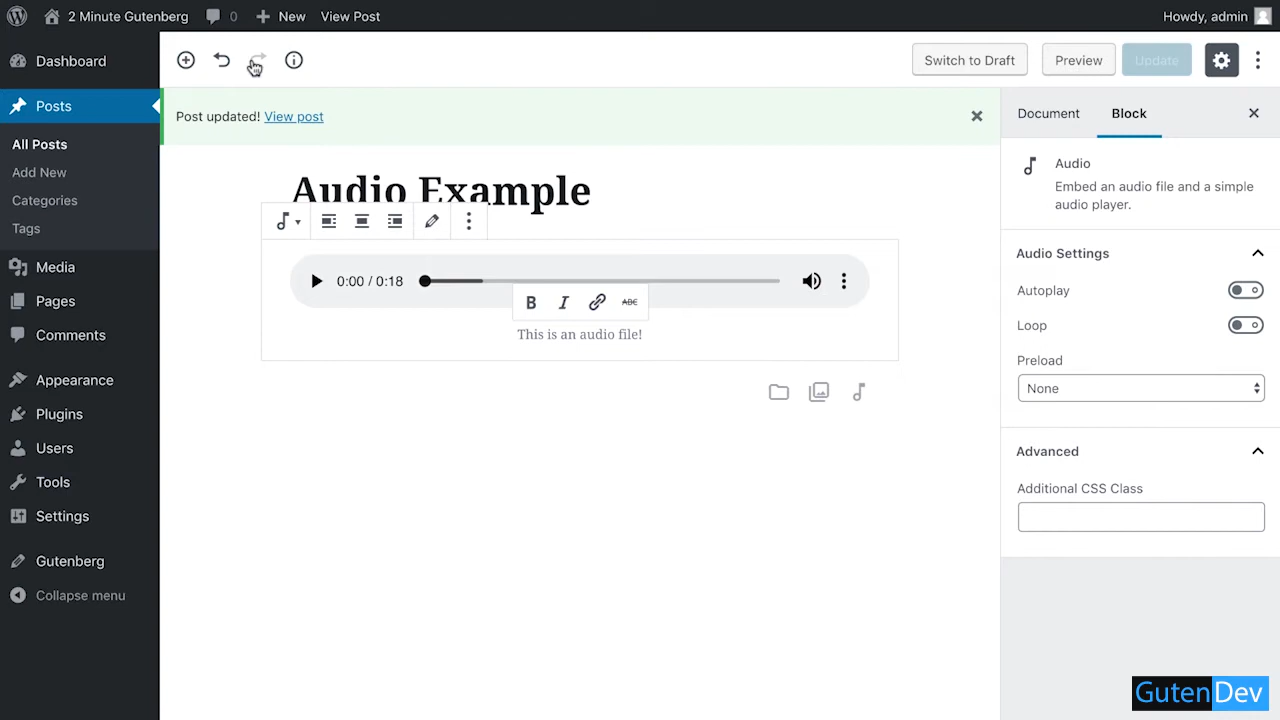 2 Minute Gutenberg
0
New
View Post
Howdy, admin
Dashboard
Posts
All Posts
Add New
Categories
Tags
Media
Pages
Comments
Appearance
Plugins
Users
Tools
Settings
Gutenberg
Collapse menu
Switch to Draft
Preview
Update
Post updated! View post
Audio Example
0:00 / 0:18
B I ABC
This is an audio file!
Document
Block
Audio
Embed an audio file and a simple
audio player.
Audio Settings
Autoplay
Loop
Preload
None
Advanced
Additional CSS Class
GutenDev